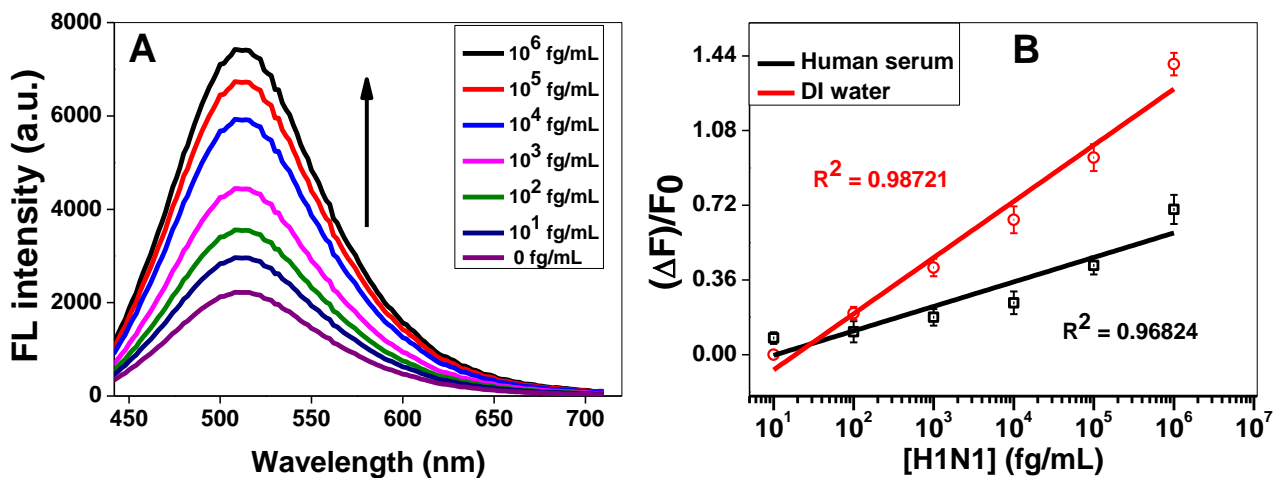 A
8000
6000
4000
2000
0
FL intensity (a.u.)
450 500 550 600 650 700
Wavelength (nm)
10^6 fg/mL
10^5 fg/mL
10^4 fg/mL
10^3 fg/mL
10^2 fg/mL
10^1 fg/mL
0 fg/mL
B
Human serum
DI water
1.44
1.08
0.72
0.36
0.00
(ΔF)/F0
R^2 = 0.98721
R^2 = 0.96824
10^1 10^2 10^3 10^4 10^5 10^6 10^7
[H1N1] (fg/mL)